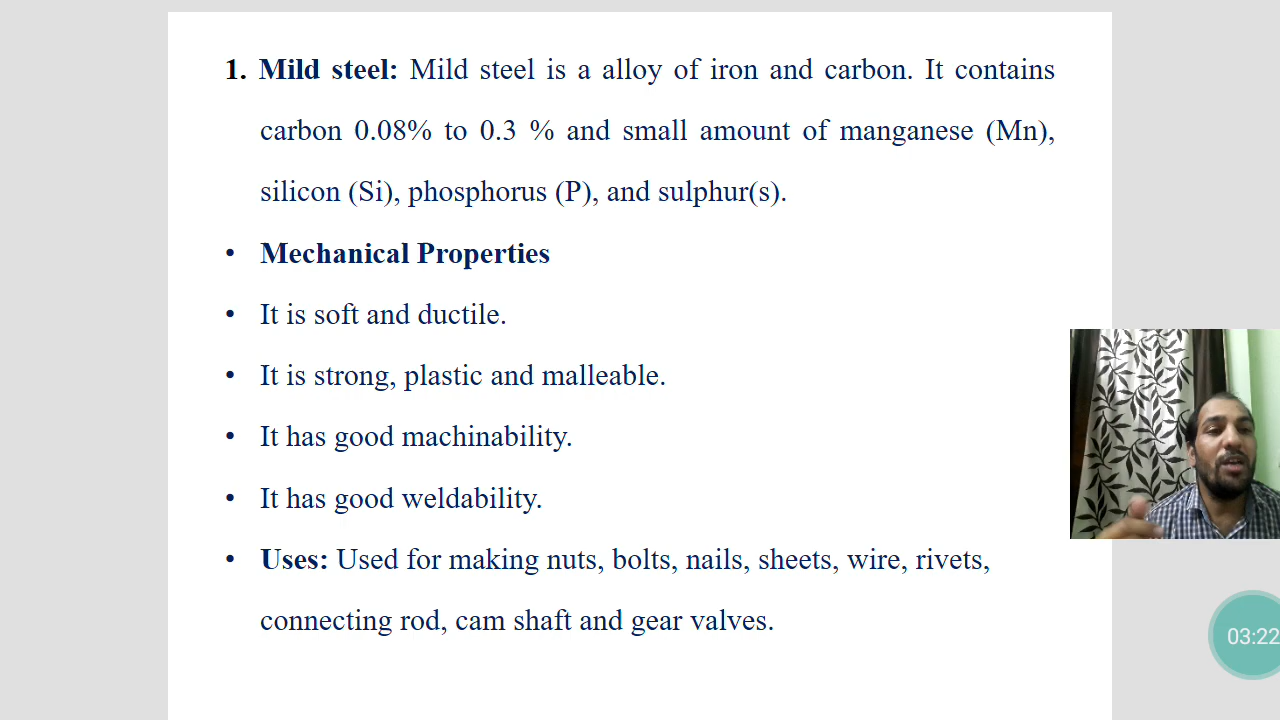 1. Mild steel: Mild steel is a alloy of iron and carbon. It contains
carbon 0.08% to 0.3 % and small amount of manganese (Mn),
silicon (Si), phosphorus (P), and sulphur(s).
• Mechanical Properties
• It is soft and ductile.
• It is strong, plastic and malleable.
• It has good machinability.
• It has good weldability.
• Uses: Used for making nuts, bolts, nails, sheets, wire, rivets,
connecting rod, cam shaft and gear valves.
03:22